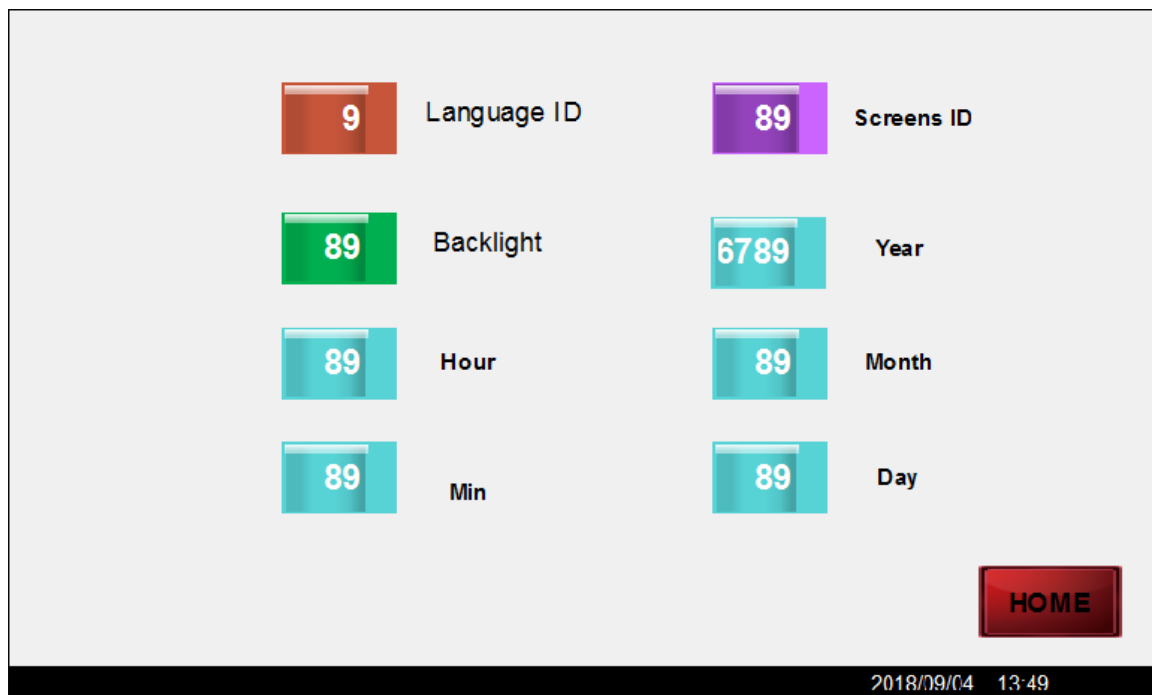 9 Language ID 89 Screens ID
89 Backlight 6789 Year
89 Hour 89 Month
89 Min 89 Day
HOME
2018/09/04 13:49